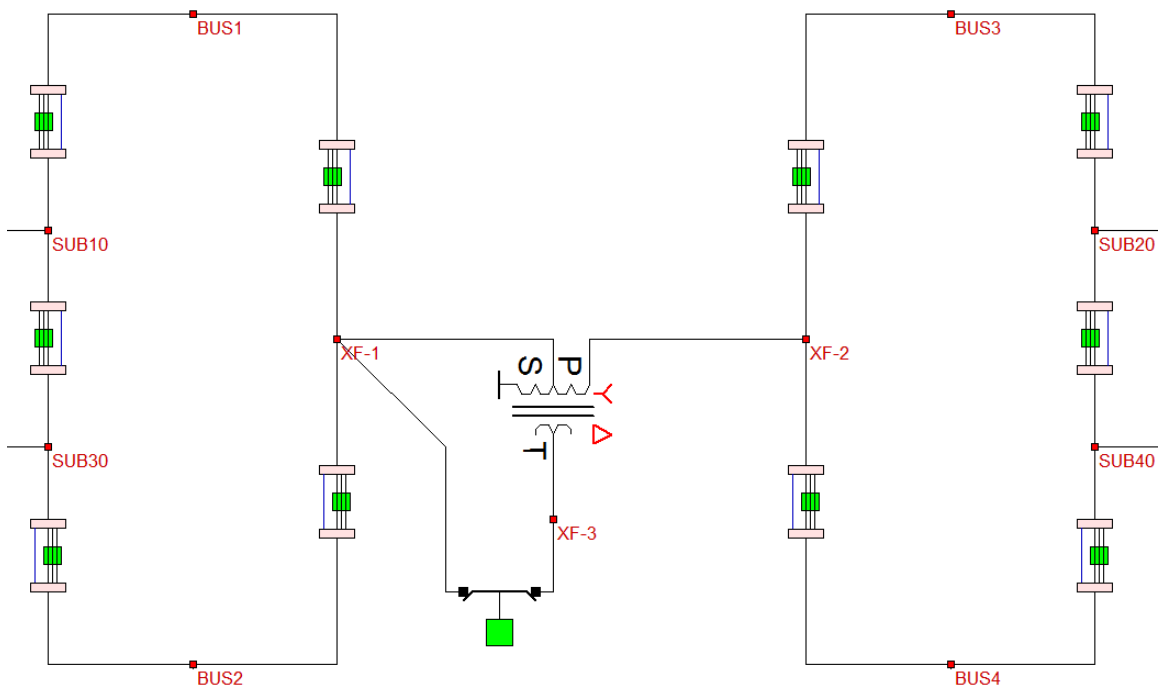 BUS1
BUS3
SUB10
SUB20
XF-1
S
P
XF-2
Y
Δ
T
SUB30
SUB40
XF-3
BUS2
BUS4